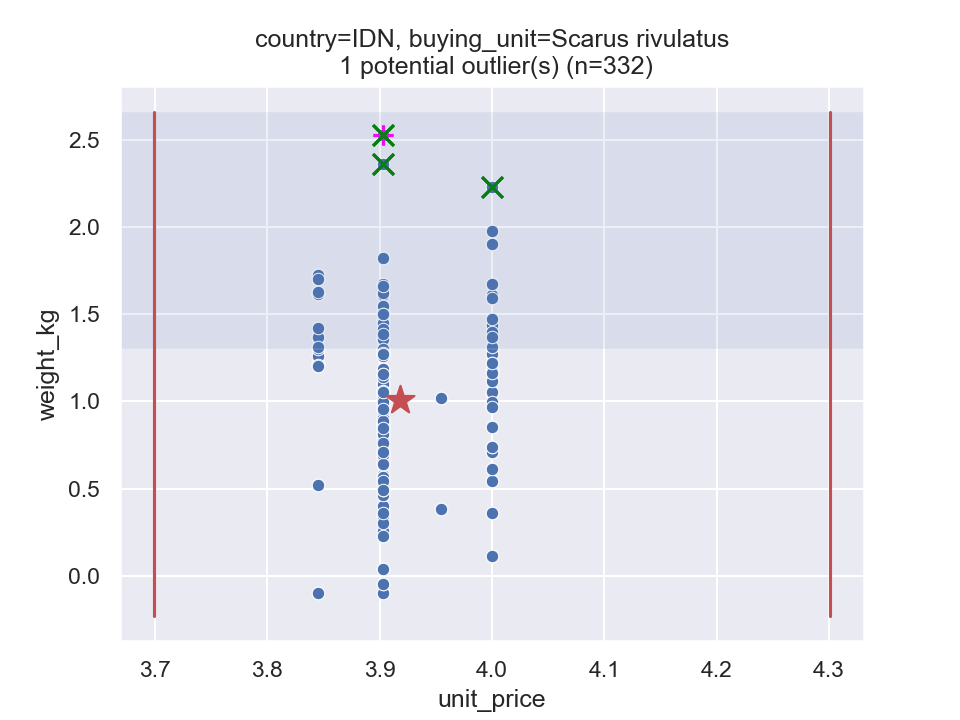 country=IDN, buying_unit=Scarus rivulatus
1 potential outlier(s) (n=332)
2.5
2.0
1.5
1.0
0.5
0.0
weight_kg
3.7 3.8 3.9 4.0 4.1 4.2 4.3
unit_price